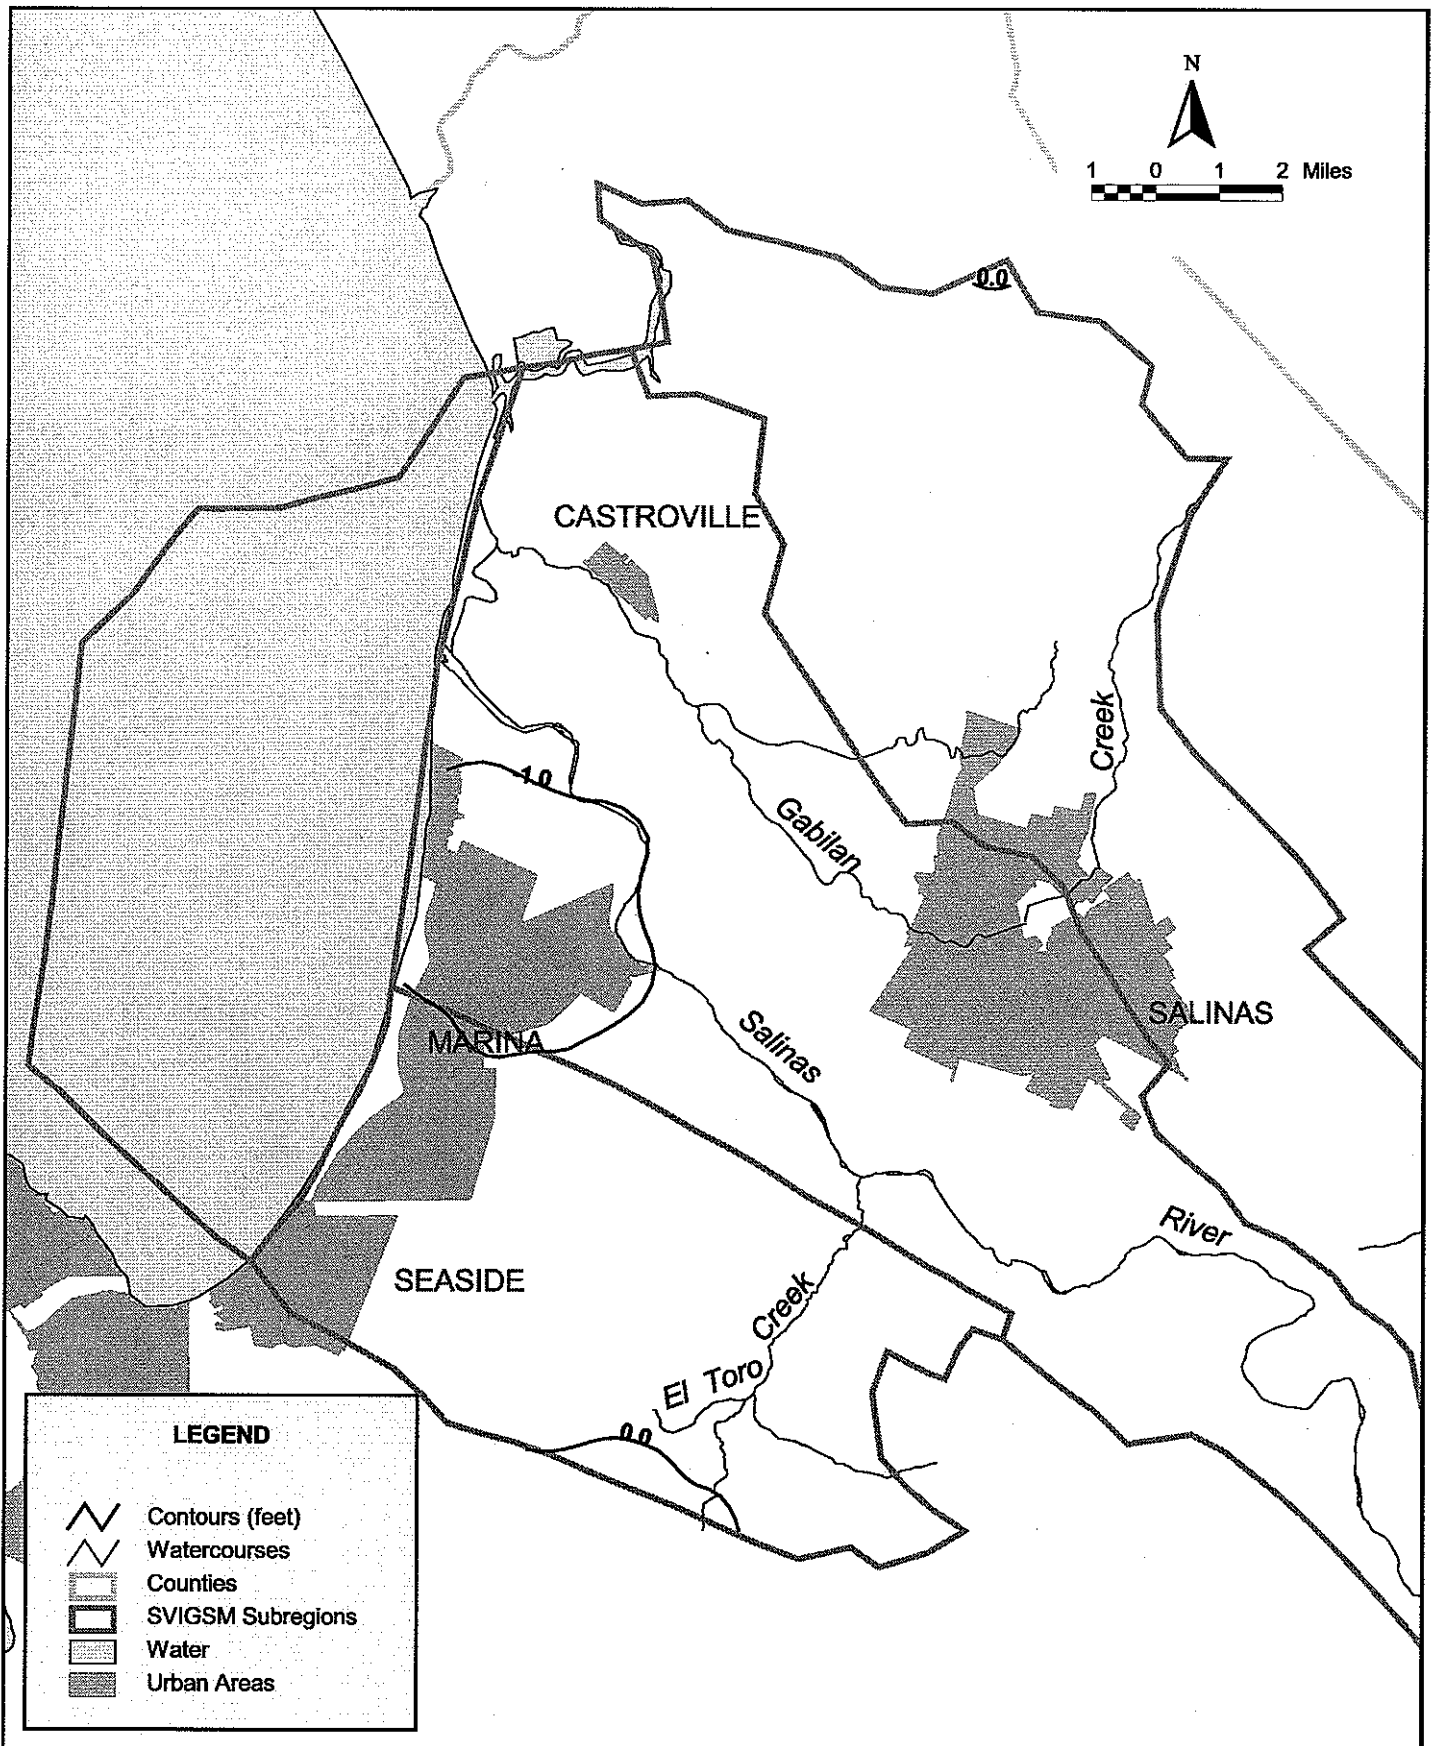 N
1 0 1 2 Miles
0.0
CASTROVILLE
Creek
1.0
Gabilan
SALINAS
Salinas
MARINA
River
SEASIDE
Creek
El Toro
0.0
LEGEND
Contours (feet)
Watercourses
Counties
SVIGSM Subregions
Water
Urban Areas